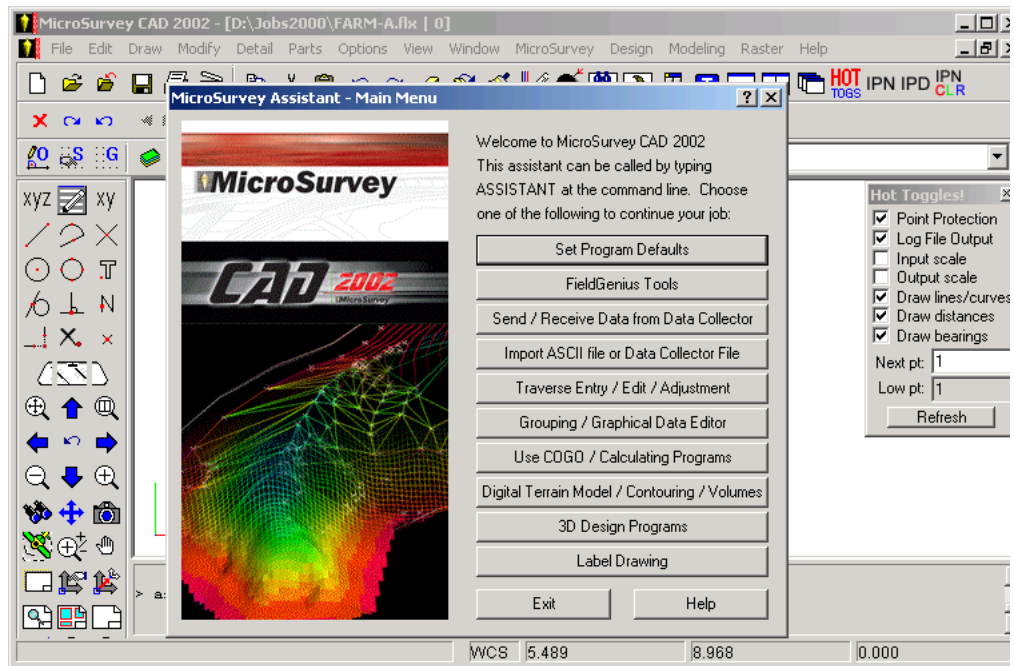 MicroSurvey CAD 2002 - [D:\Jobs2000\FARM-A.flx | 0]
File Edit Draw Modify Detail Parts Options View Window MicroSurvey Design Modeling Raster Help
HOT TOGS IPN IPD IPN CLR
O S G
XYZ xy
T
N
MicroSurvey Assistant - Main Menu
MicroSurvey
CAD 2002
MicroSurvey
Welcome to MicroSurvey CAD 2002
This assistant can be called by typing
ASSISTANT at the command line. Choose
one of the following to continue your job:
Set Program Defaults
FieldGenius Tools
Send / Receive Data from Data Collector
Import ASCII file or Data Collector File
Traverse Entry / Edit / Adjustment
Grouping / Graphical Data Editor
Use COGO / Calculating Programs
Digital Terrain Model / Contouring / Volumes
3D Design Programs
Label Drawing
Exit Help
Hot Toggles!
Point Protection
Log File Output
Input scale
Output scale
Draw lines/curves
Draw distances
Draw bearings
Next pt: 1
Low pt: 1
Refresh
> a
WCS 5.489 8.968 0.000